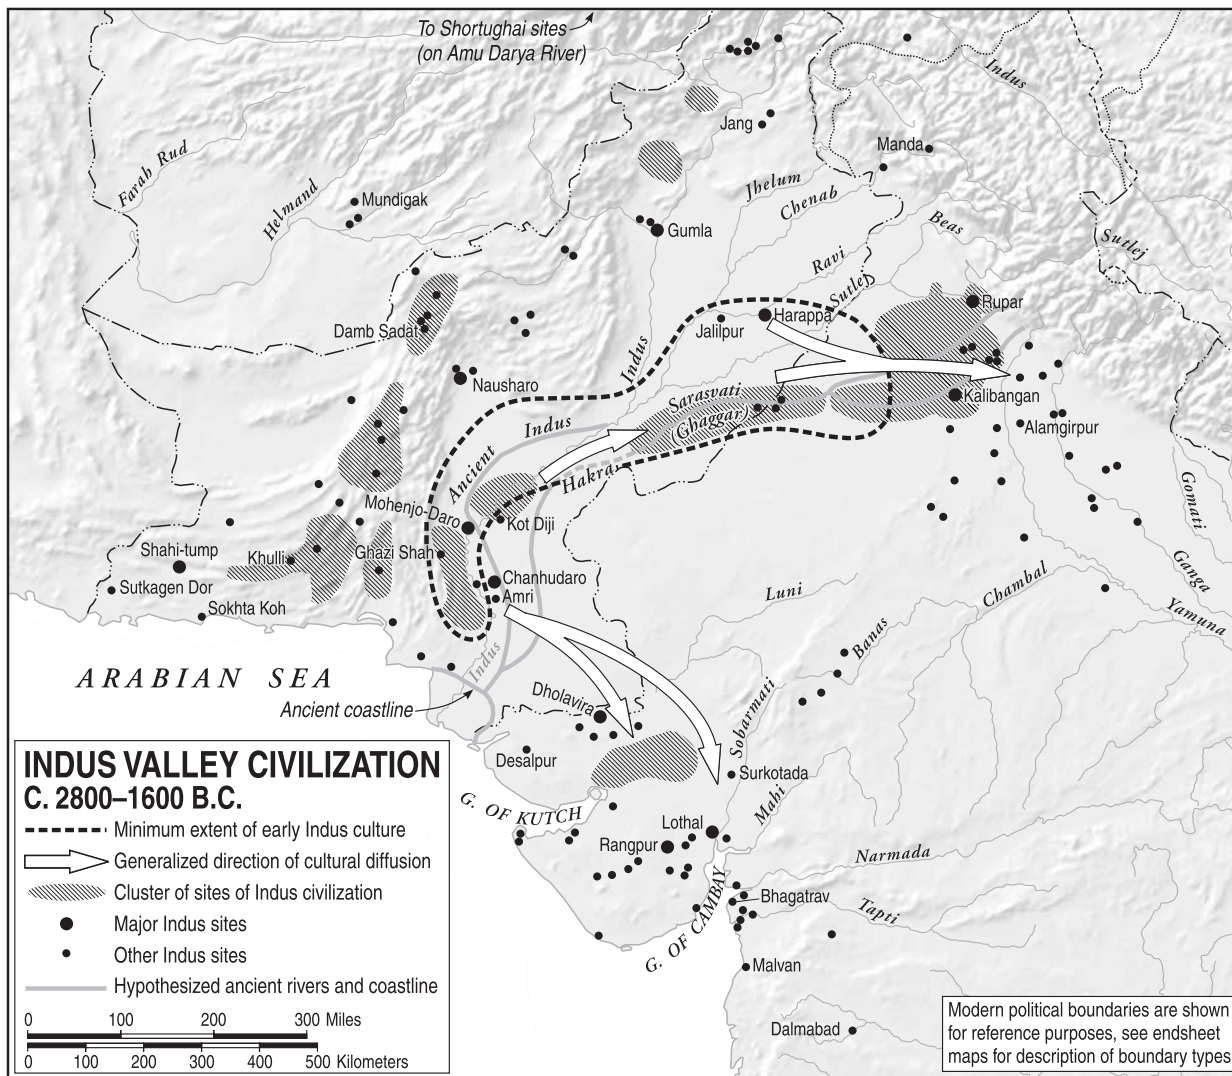 To Shortughai sites
(on Amu Darya River)
Indus
Jang
Manda
Farah Rud
Helmand
Mundigak
Jhelum
Chenab
Beas
Gumla
Sutlej
Ravi
Sutlej
Rupar
Damb Sadat
Jalilpur
Harappa
Indus
Nausharo
Sarasvati
(Ghaggar)
Kalibangan
Indus
Alamgirpur
Ancient
Hakra
Gomati
Mohenjo-Daro
Kot Diji
Shahi-tump
Khulli
Ghazi Shah
Ganga
Sutkagen Dor
Chanhudaro
Amri
Luni
Chambal
Sokhta Koh
Yamuna
Banas
Indus
ARABIAN SEA
Ancient coastline
Dholavira
Sobarmati
Desalpur
Surkotada
Mahi
G. OF KUTCH
Lothal
Rangpur
Narmada
G. OF CAMBAY
Bhagatrav
Tapti
Malvan
Dalmabad
INDUS VALLEY CIVILIZATION
C. 2800–1600 B.C.
Minimum extent of early Indus culture
Generalized direction of cultural diffusion
Cluster of sites of Indus civilization
Major Indus sites
Other Indus sites
Hypothesized ancient rivers and coastline
0 100 200 300 Miles
0 100 200 300 400 500 Kilometers
Modern political boundaries are shown
for reference purposes, see endsheet
maps for description of boundary types